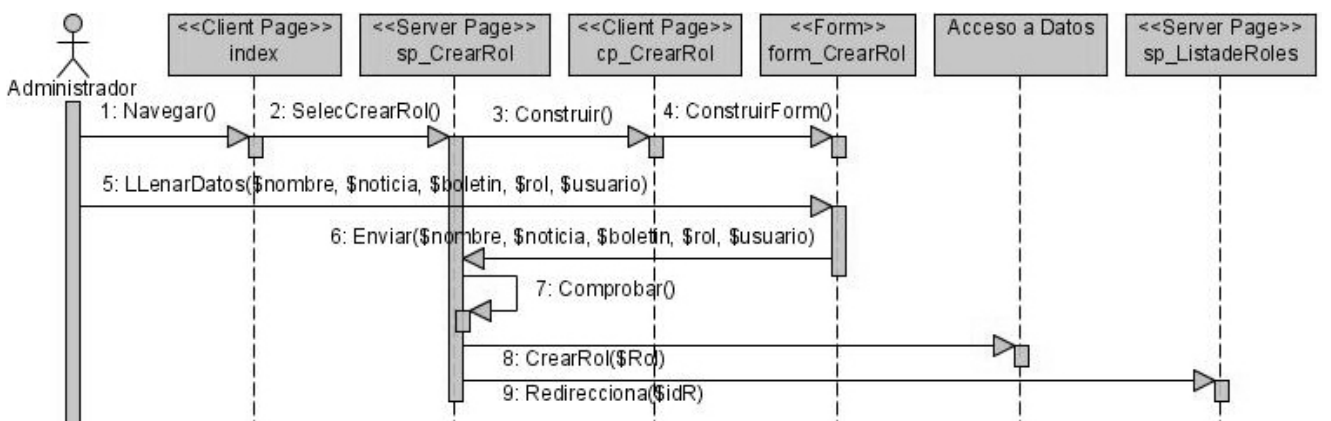 <<Client Page>>
index
<<Server Page>>
sp_CrearRol
<<Client Page>>
cp_CrearRol
<<Form>>
form_CrearRol
Acceso a Datos
<<Server Page>>
sp_ListadeRoles
Administrador
1: Navegar()
2: SelecCrearRol()
3: Construir()
4: ConstruirForm()
5: LLenarDatos($nombre, $noticia, $boletin, $rol, $usuario)
6: Enviar($nombre, $noticia, $boletin, $rol, $usuario)
7: Comprobar()
8: CrearRol($Rol)
9: Redirecciona($idR)